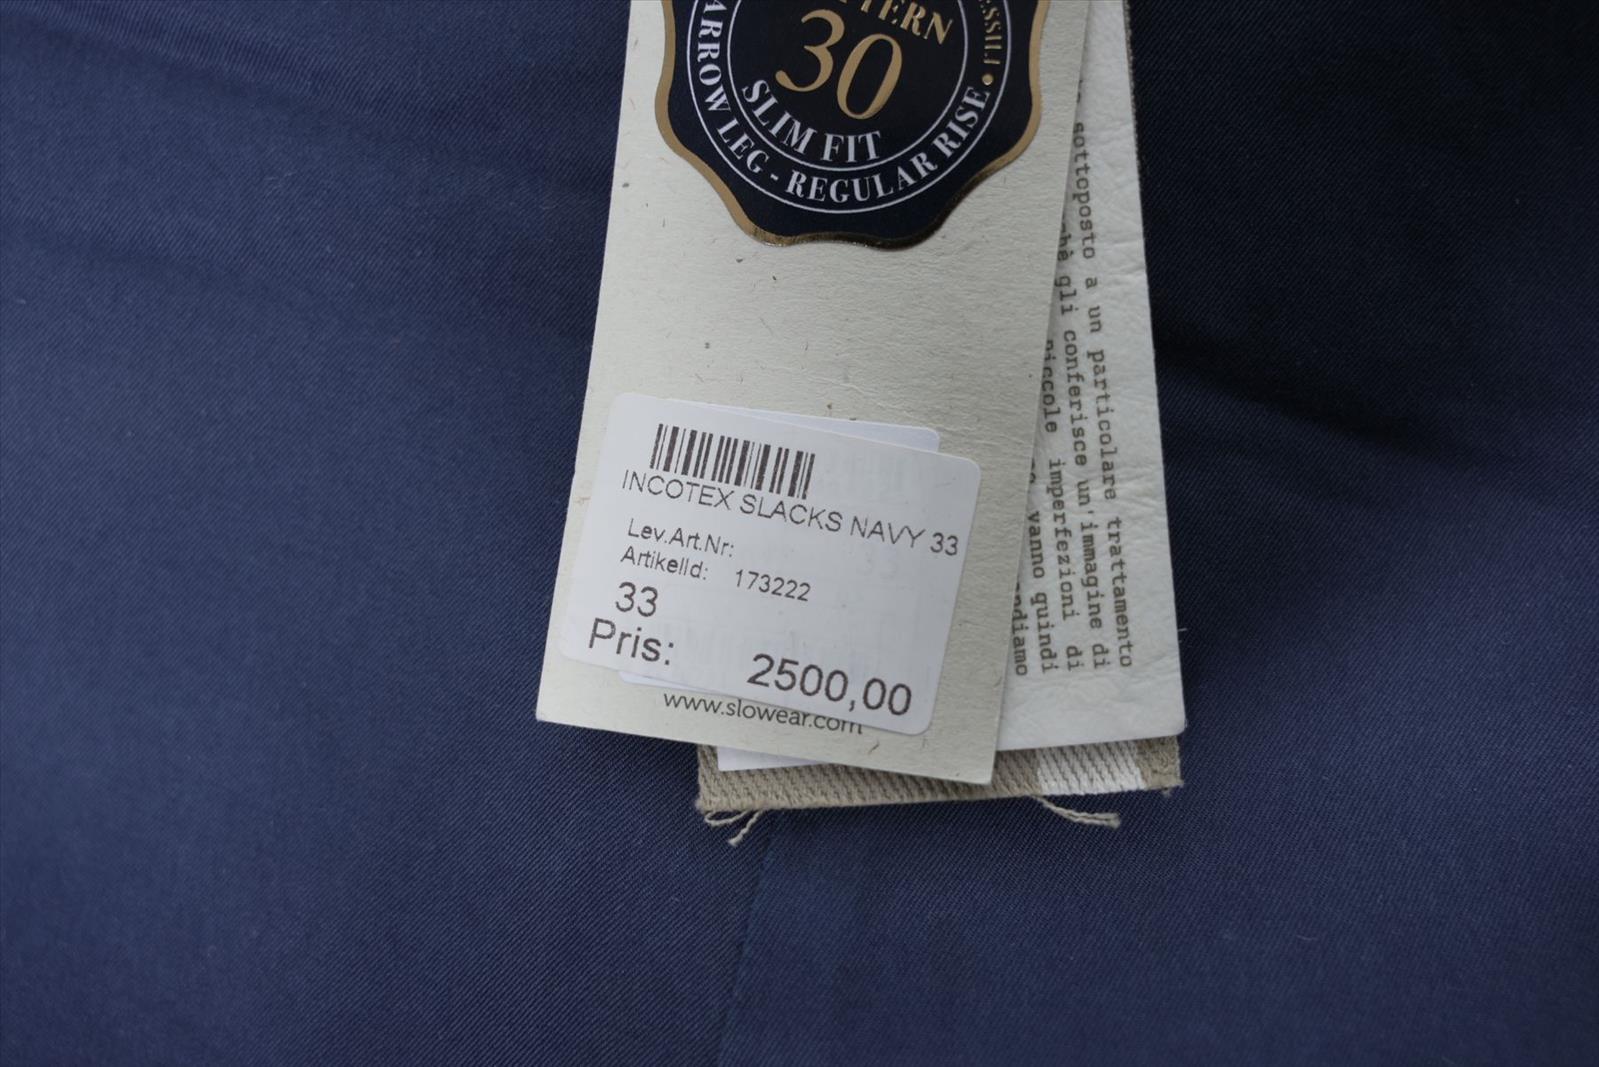 30
SLIM FIT
LEG - REGULAR RISE
INCOTEX SLACKS NAVY 33
Lev.Art.Nr:
ArtikelId: 173222
33
Pris: 2500,00
www.slowear.com
sottoposto a un particolare trattamento
gli conferisce un'immagine di
piccole imperfezioni di
vanno quindi